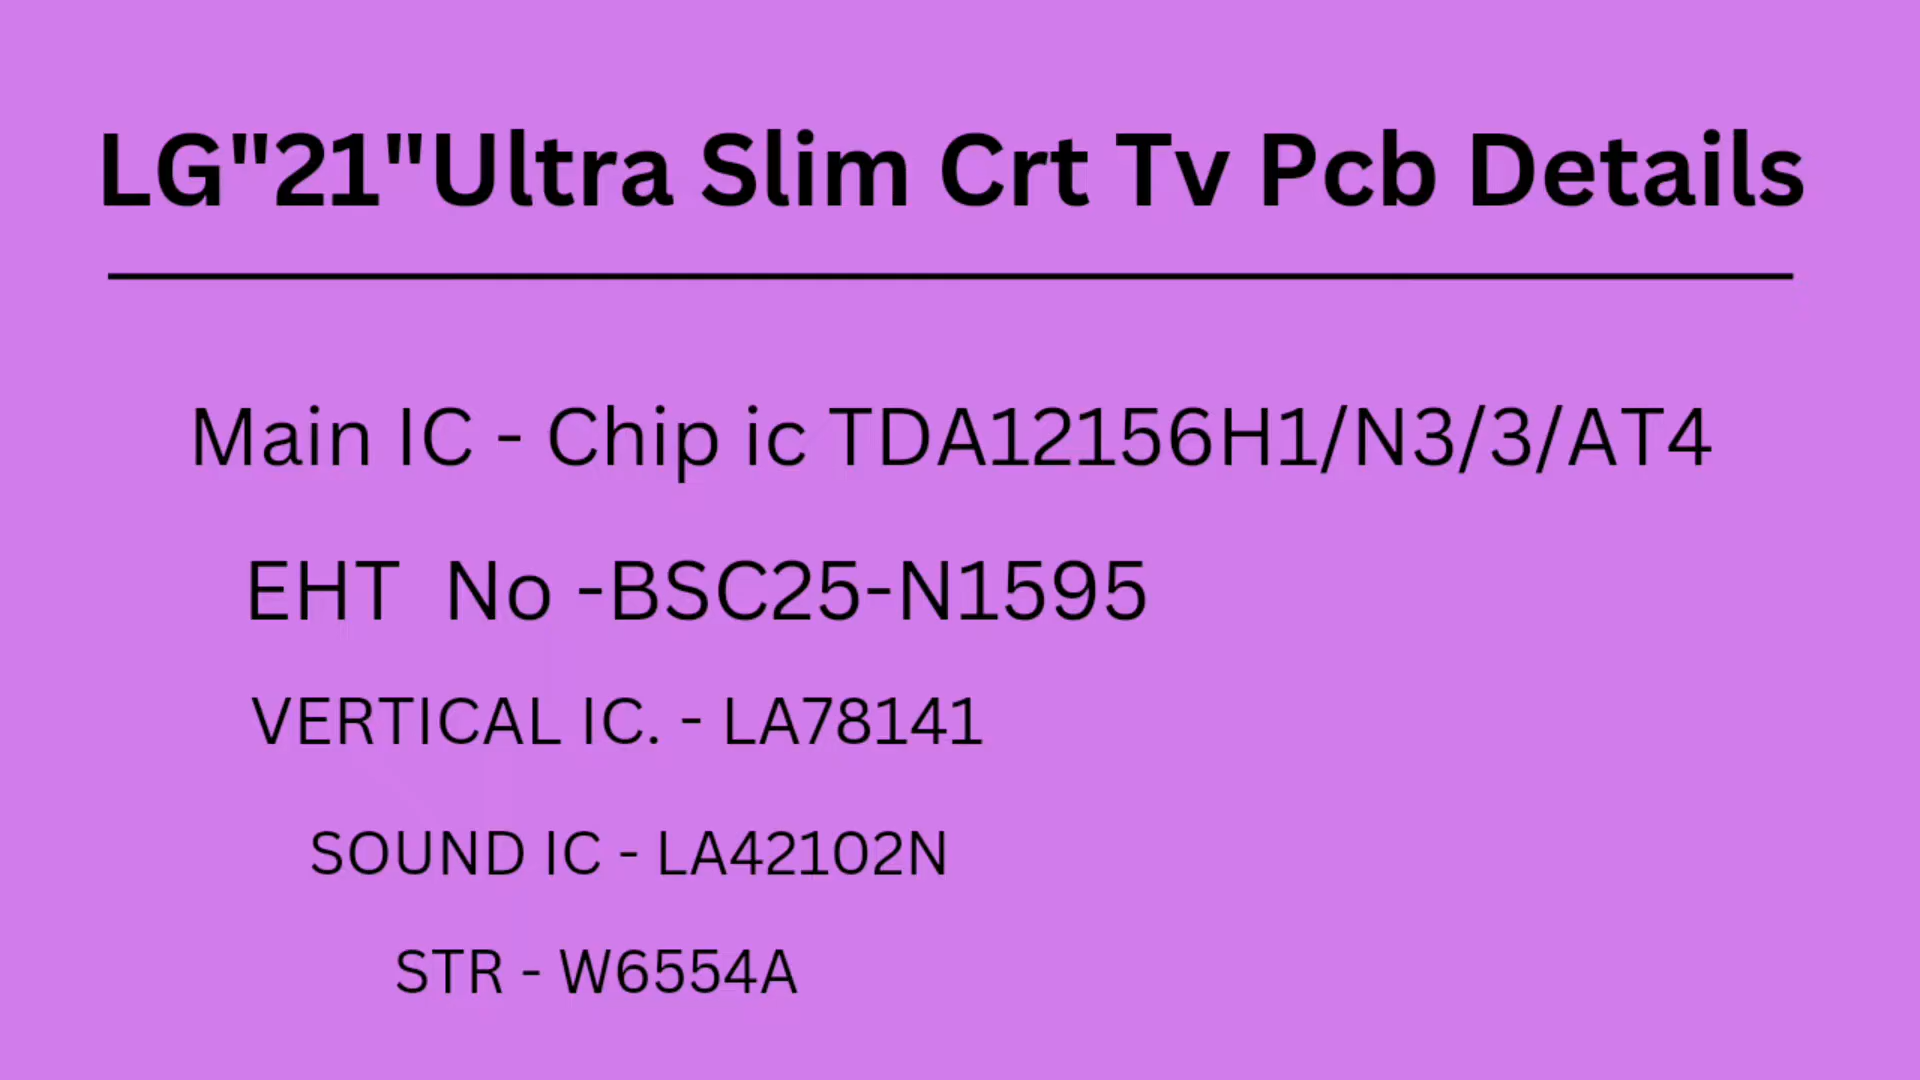 LG"21"Ultra Slim Crt Tv Pcb Details
Main IC - Chip ic TDA12156H1/N3/3/AT4
EHT  No -BSC25-N1595
VERTICAL IC. - LA78141
SOUND IC - LA42102N
STR - W6554A